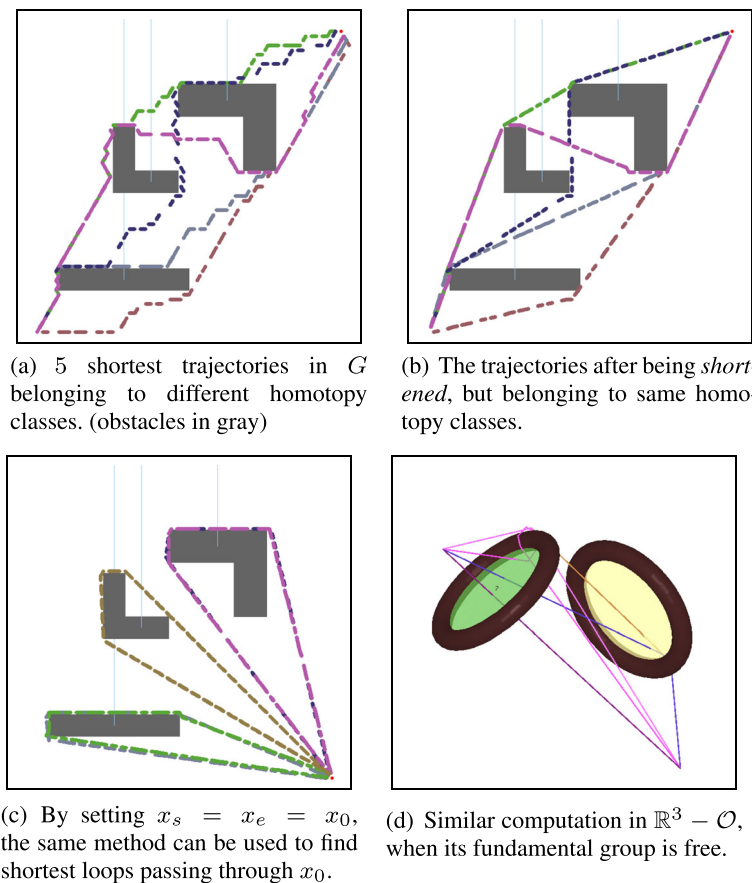 (a) 5 shortest trajectories in G
belonging to different homotopy
classes. (obstacles in gray)
(b) The trajectories after being short-
ened, but belonging to same homo-
topy classes.
(c) By setting x_s = x_e = x_0,
the same method can be used to find
shortest loops passing through x_0.
(d) Similar computation in ℝ³ − 𝒪,
when its fundamental group is free.